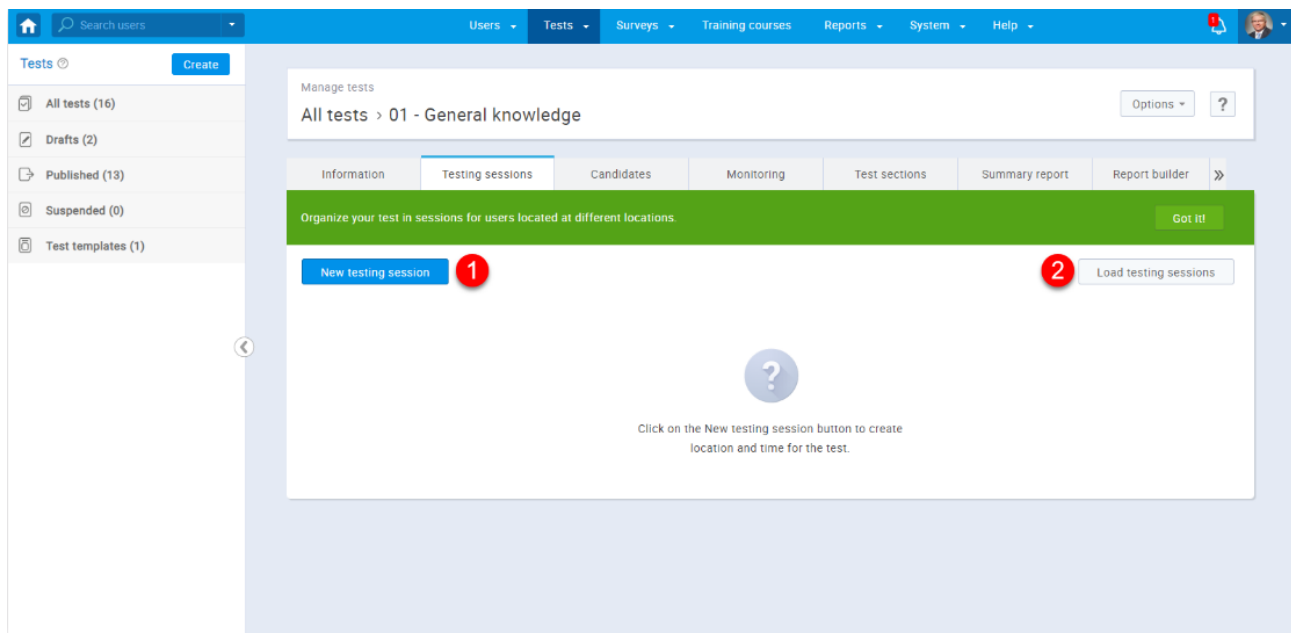 Search users
Users
Tests
Surveys
Training courses
Reports
System
Help
1
Tests
Create
All tests (16)
Drafts (2)
Published (13)
Suspended (0)
Test templates (1)
Manage tests
All tests › 01 - General knowledge
Options
?
Information
Testing sessions
Candidates
Monitoring
Test sections
Summary report
Report builder
»
Organize your test in sessions for users located at different locations.
Got it!
New testing session
1
2
Load testing sessions
?
Click on the New testing session button to create
location and time for the test.